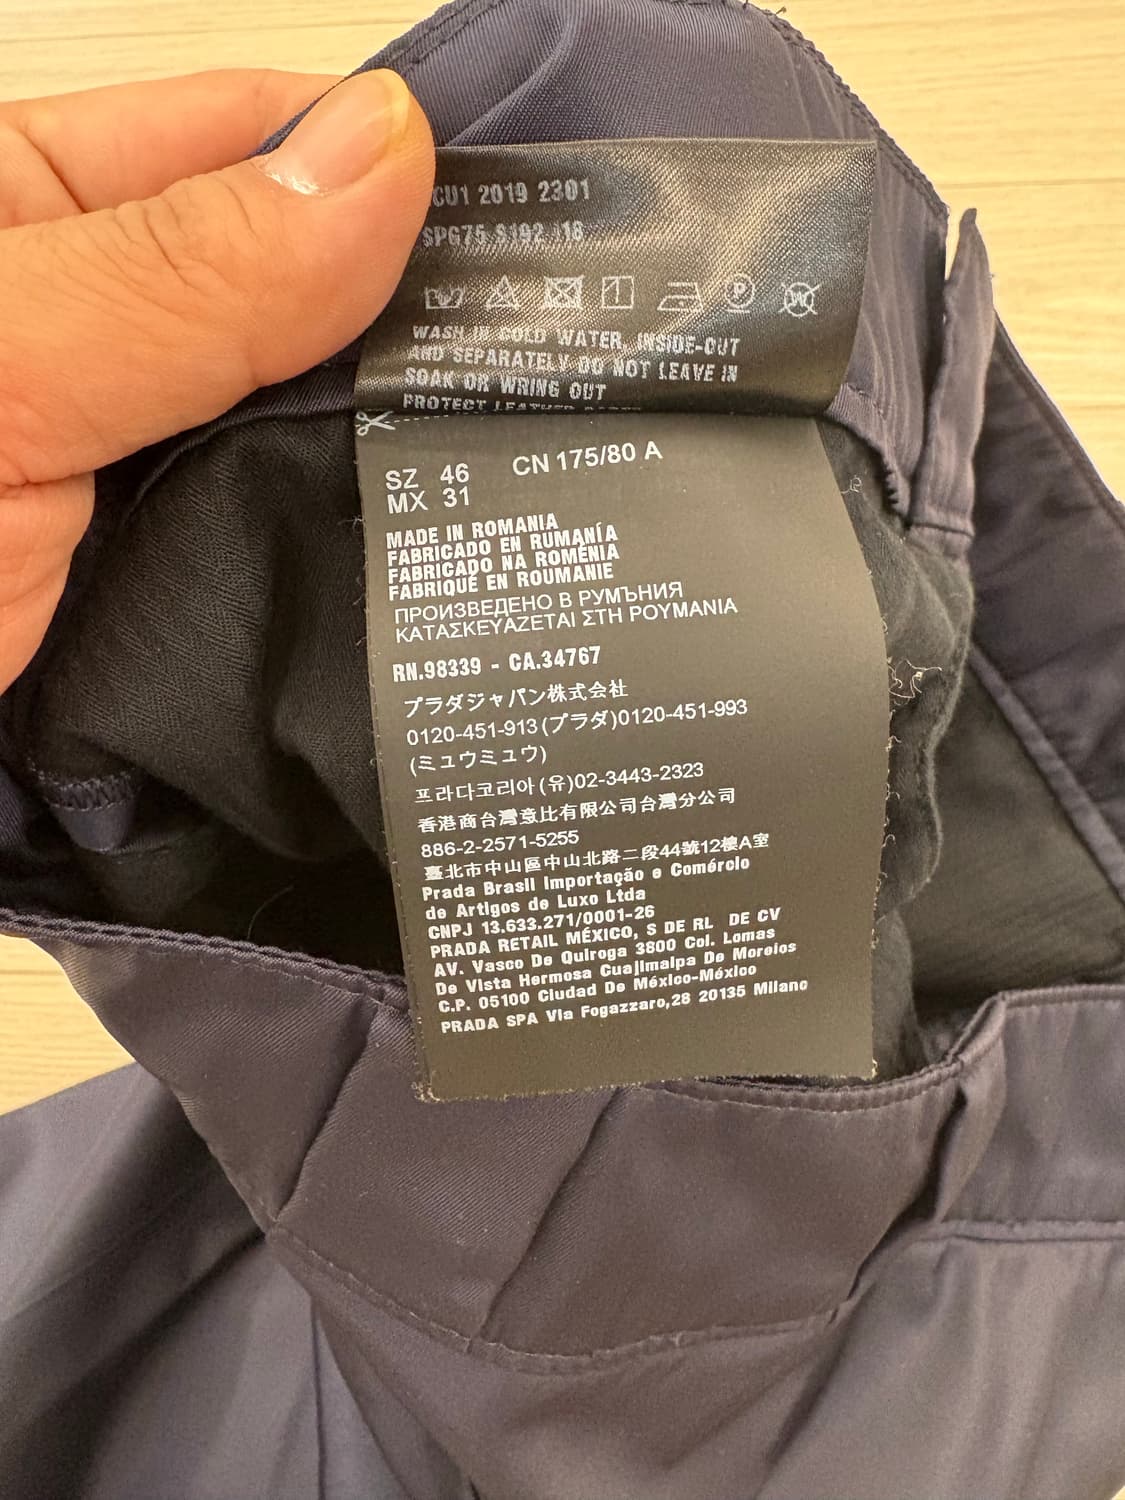 CU1 2019 2301
SPG75 S192 I18
WASH IN COLD WATER, INSIDE-OUT
AND SEPARATELY DO NOT LEAVE IN
SOAK OR WRING OUT
PROTECT LEATHER
SZ 46 CN 175/80 A
MX 31
MADE IN ROMANIA
FABRICADO EN RUMANÍA
FABRICADO NA ROMÉNIA
FABRIQUÉ EN ROUMANIE
ПРОИЗВЕДЕНО В РУМЪНИЯ
ΚΑΤΑΣΚΕΥΑΖΕΤΑΙ ΣΤΗ ΡΟΥΜΑΝΙΑ
RN.98339 - CA.34767
プラダジャパン株式会社
0120-451-913(プラダ)0120-451-993
(ミュウミュウ)
프라다코리아(유)02-3443-2323
香港商台灣意比有限公司台灣分公司
886-2-2571-5255
臺北市中山區中山北路二段44號12樓A室
Prada Brasil Importação e Comércio
de Artigos de Luxo Ltda
CNPJ 13.633.271/0001-26
PRADA RETAIL MÉXICO, S DE RL DE CV
AV. Vasco De Quiroga 3800 Col. Lomas
De Vista Hermosa Cuajimalpa De Morelos
C.P. 05100 Ciudad De México-México
PRADA SPA Via Fogazzaro,28 20135 Milano